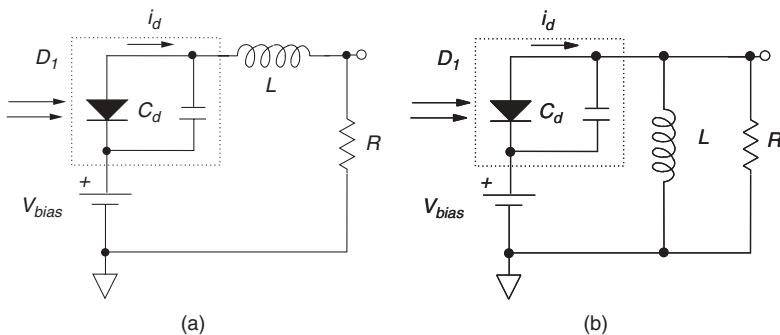 i_d
D_1
L
C_d
R
+
V_bias
(a)
i_d
D_1
C_d
L
R
+
V_bias
(b)